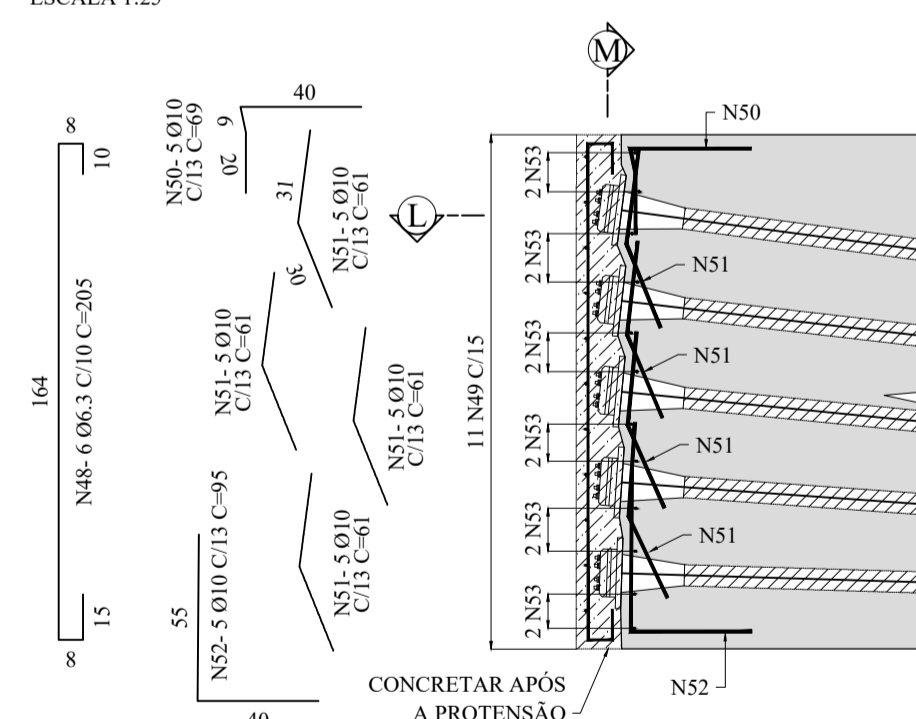 ESCALA 1:25
8
10
164
N48- 6 Ø6.3 C/10 C=205
15
8
40
N50- 5 Ø10
C/13 C=69
9
20
31
30
N51- 5 Ø10
C/13 C=61
N51- 5 Ø10
C/13 C=61
N51- 5 Ø10
C/13 C=61
N51- 5 Ø10
C/13 C=61
55
N52- 5 Ø10 C/13 C=95
40
M
L
N50
2 N53
2 N53
2 N53
2 N53
2 N53
2 N53
11 N49 C/15
N51
N51
N51
N51
N52
CONCRETAR APÓS
A PROTENSÃO